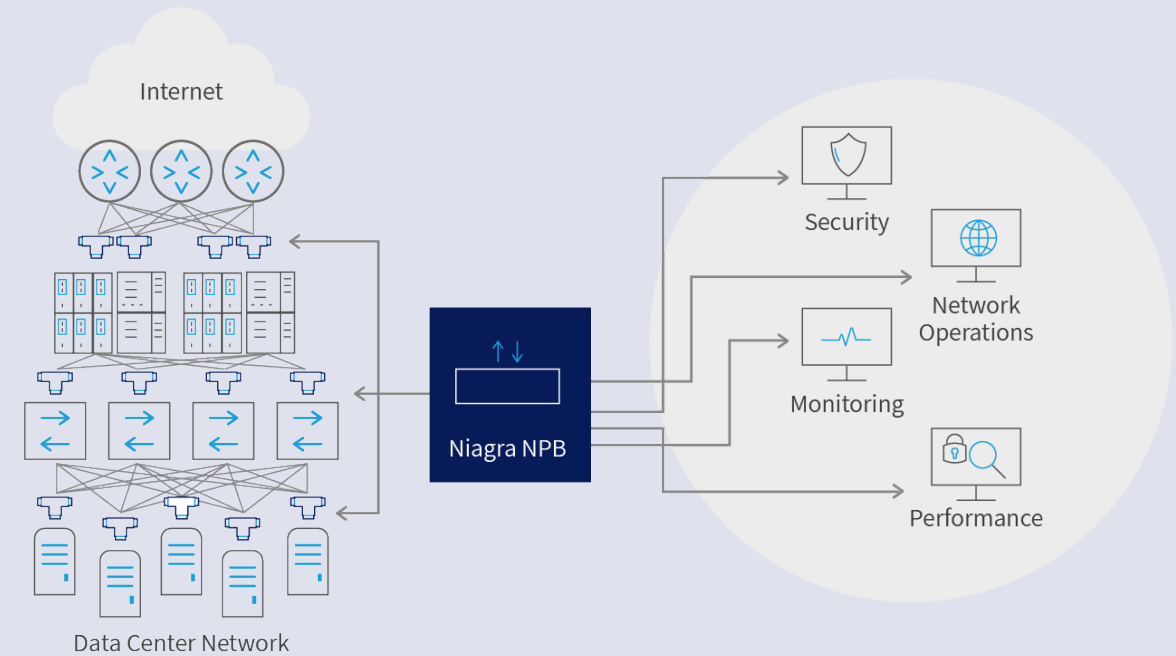 Internet
Security
Network
Operations
Monitoring
Niagra NPB
Performance
Data Center Network